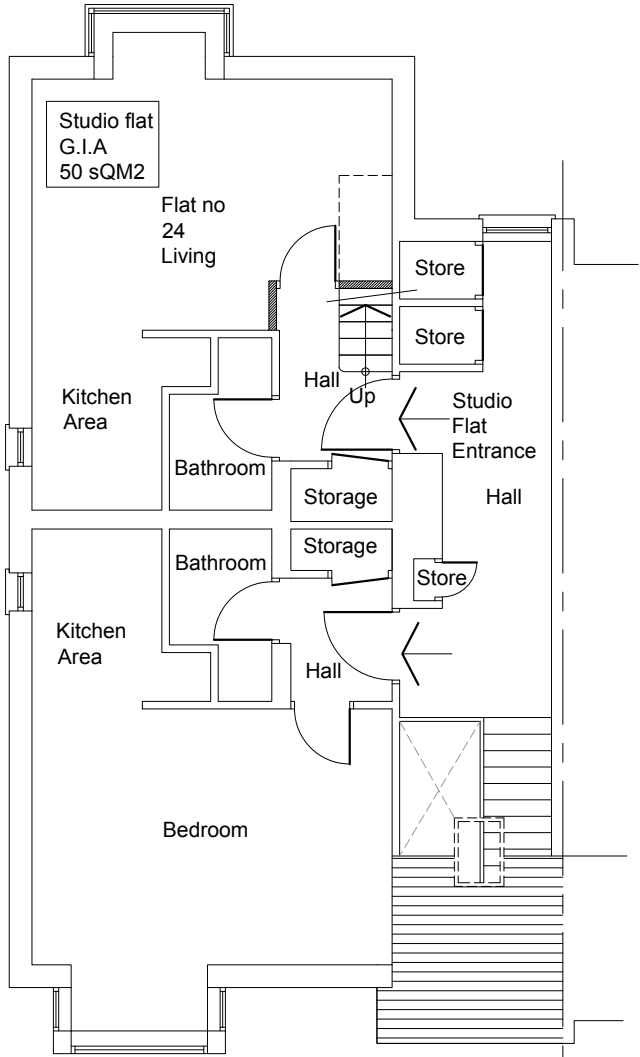 Studio flat
G.I.A
50 sQM2
Flat no
24
Living
Store
Store
Hall
Up
Kitchen
Area
Studio
Flat
Entrance
Bathroom
Storage
Hall
Storage
Bathroom
Store
Kitchen
Area
Hall
Bedroom